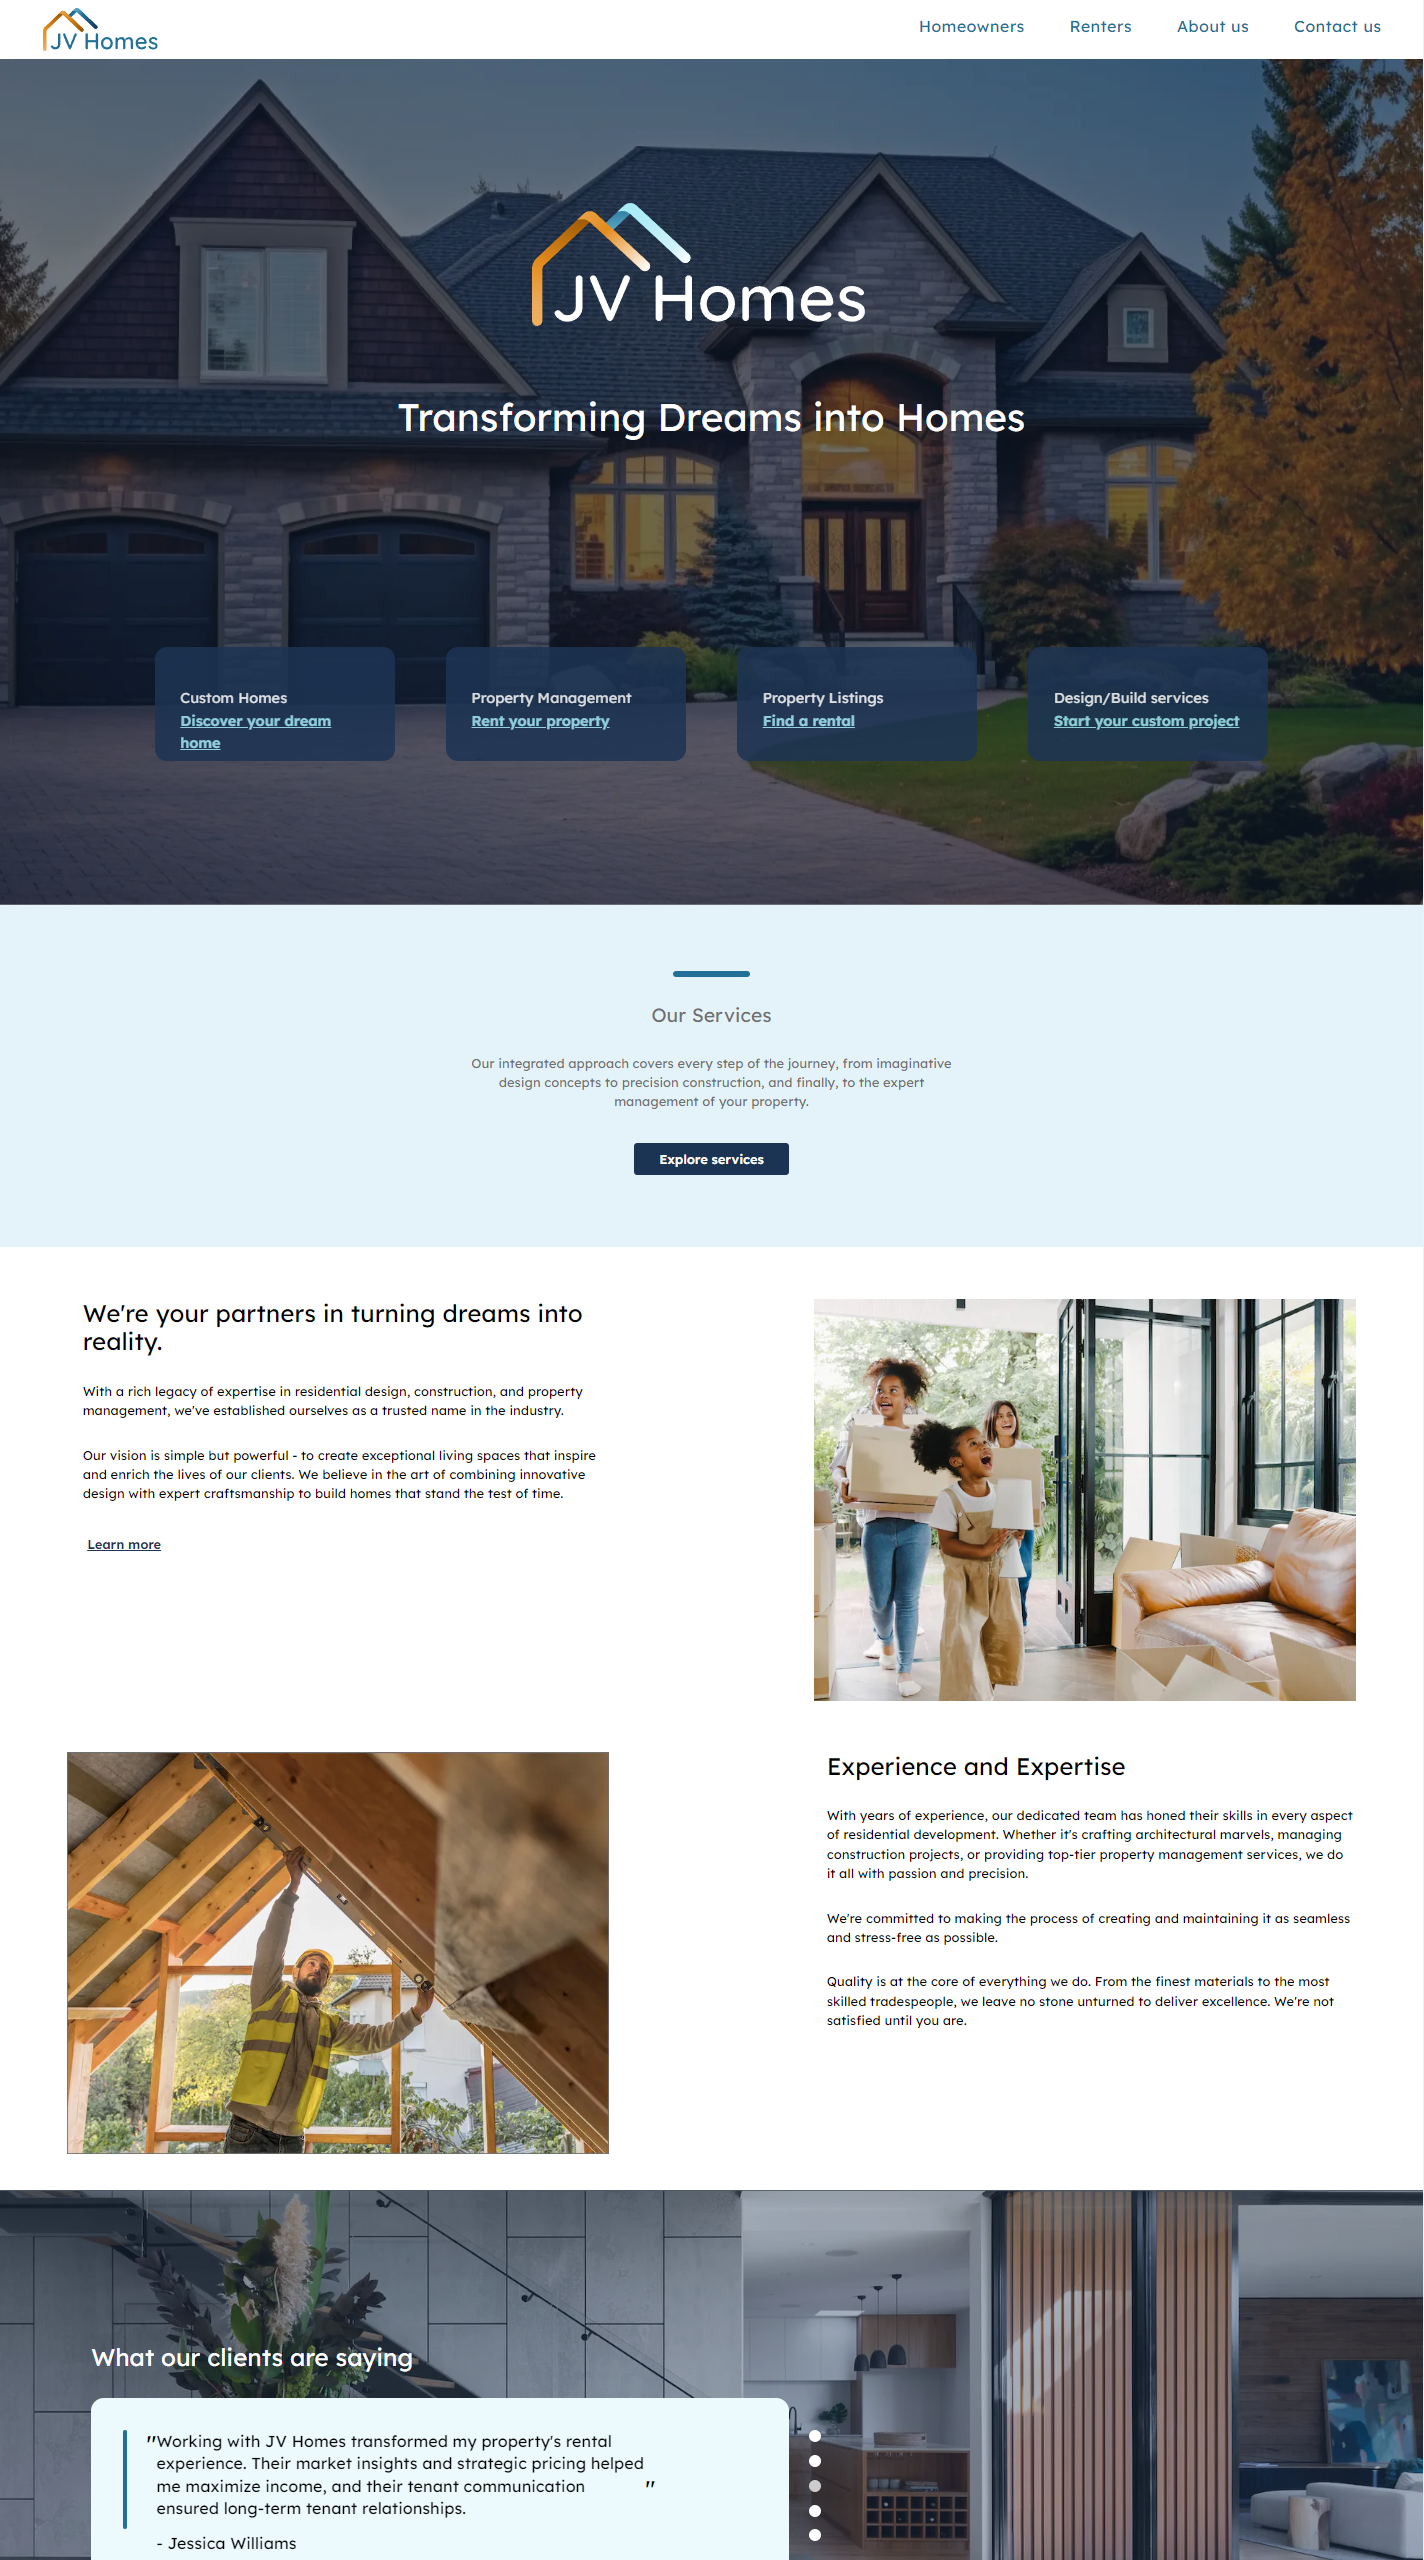 JV Homes
Homeowners
Renters
About us
Contact us
JV Homes
Transforming Dreams into Homes
Custom Homes
Discover your dream
home
Property Management
Rent your property
Property Listings
Find a rental
Design/Build services
Start your custom project
Our Services
Our integrated approach covers every step of the journey, from imaginative
design concepts to precision construction, and finally, to the expert
management of your property.
Explore services
We're your partners in turning dreams into
reality.
With a rich legacy of expertise in residential design, construction, and property
management, we've established ourselves as a trusted name in the industry.
Our vision is simple but powerful - to create exceptional living spaces that inspire
and enrich the lives of our clients. We believe in the art of combining innovative
design with expert craftsmanship to build homes that stand the test of time.
Learn more
Experience and Expertise
With years of experience, our dedicated team has honed their skills in every aspect
of residential development. Whether it's crafting architectural marvels, managing
construction projects, or providing top-tier property management services, we do
it all with passion and precision.
We're committed to making the process of creating and maintaining it as seamless
and stress-free as possible.
Quality is at the core of everything we do. From the finest materials to the most
skilled tradespeople, we leave no stone unturned to deliver excellence. We're not
satisfied until you are.
What our clients are saying
"Working with JV Homes transformed my property's rental
experience. Their market insights and strategic pricing helped
me maximize income, and their tenant communication
ensured long-term tenant relationships."
- Jessica Williams